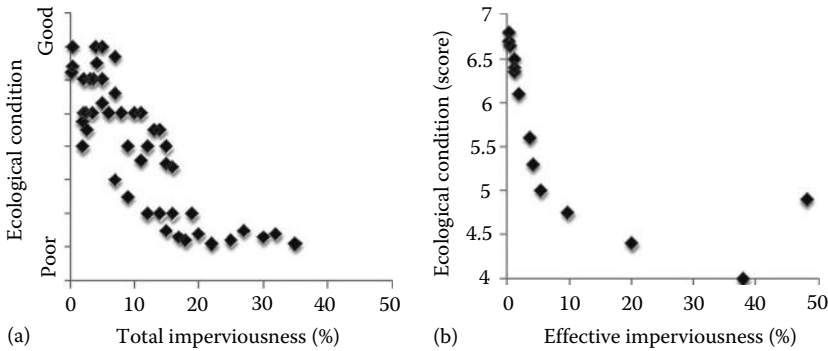 Good
Ecological condition
Poor
0
10
20
30
40
50
(a)
Total imperviousness (%)
7
6.5
6
5.5
5
4.5
4
Ecological condition (score)
0
10
20
30
40
50
(b)
Effective imperviousness (%)